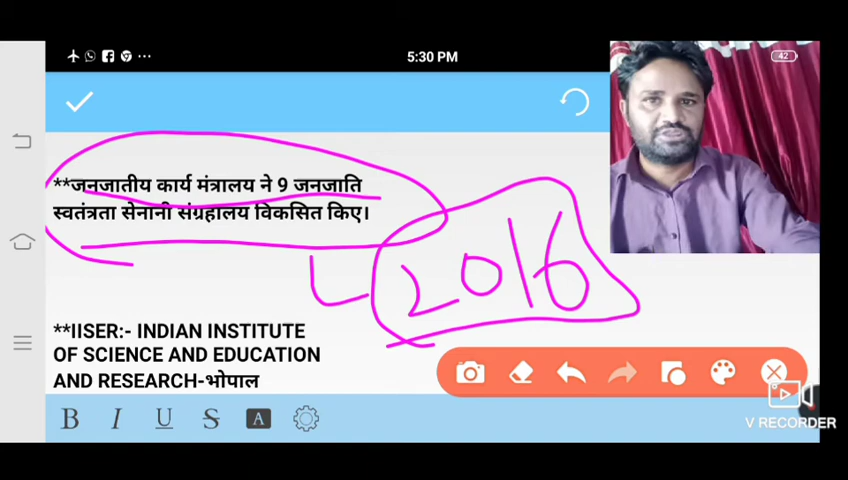 5:30 PM
42
**जनजातीय कार्य मंत्रालय ने 9 जनजाति
स्वतंत्रता सेनानी संग्रहालय विकसित किए।
2016
**IISER:- INDIAN INSTITUTE
OF SCIENCE AND EDUCATION
AND RESEARCH-भोपाल
B I U S A
V RECORDER